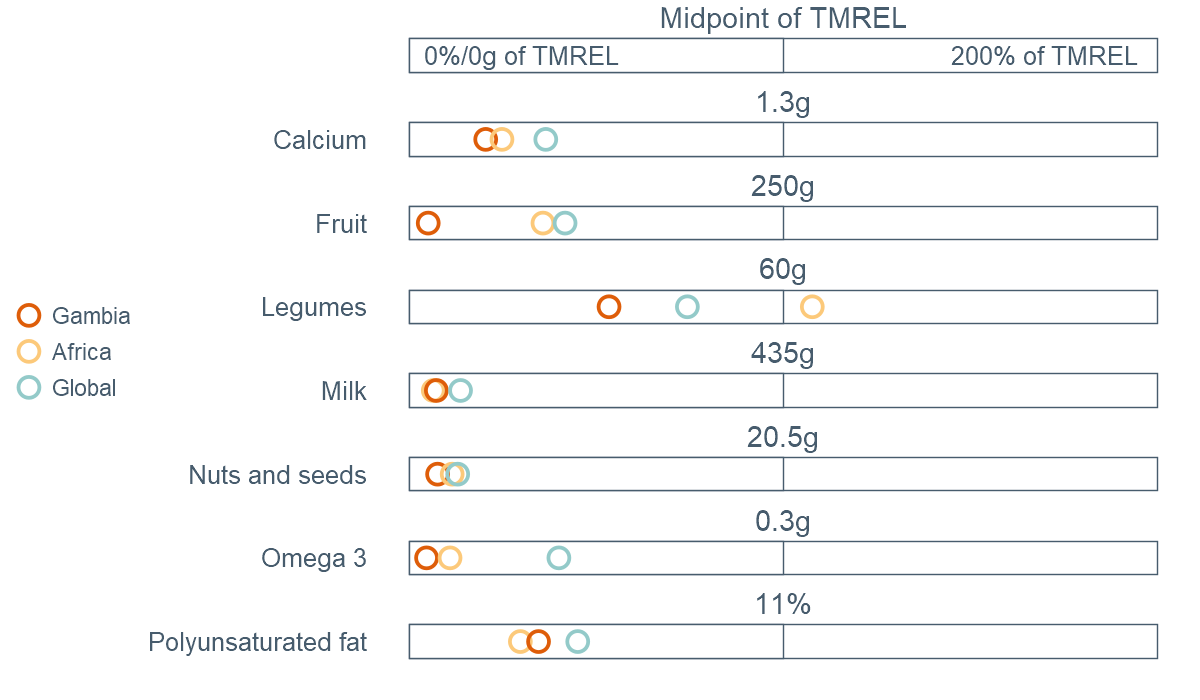 Midpoint of TMREL
0%/0g of TMREL 200% of TMREL
1.3g
Calcium
250g
Fruit
60g
Legumes
Gambia
Africa
Global
435g
Milk
20.5g
Nuts and seeds
0.3g
Omega 3
11%
Polyunsaturated fat